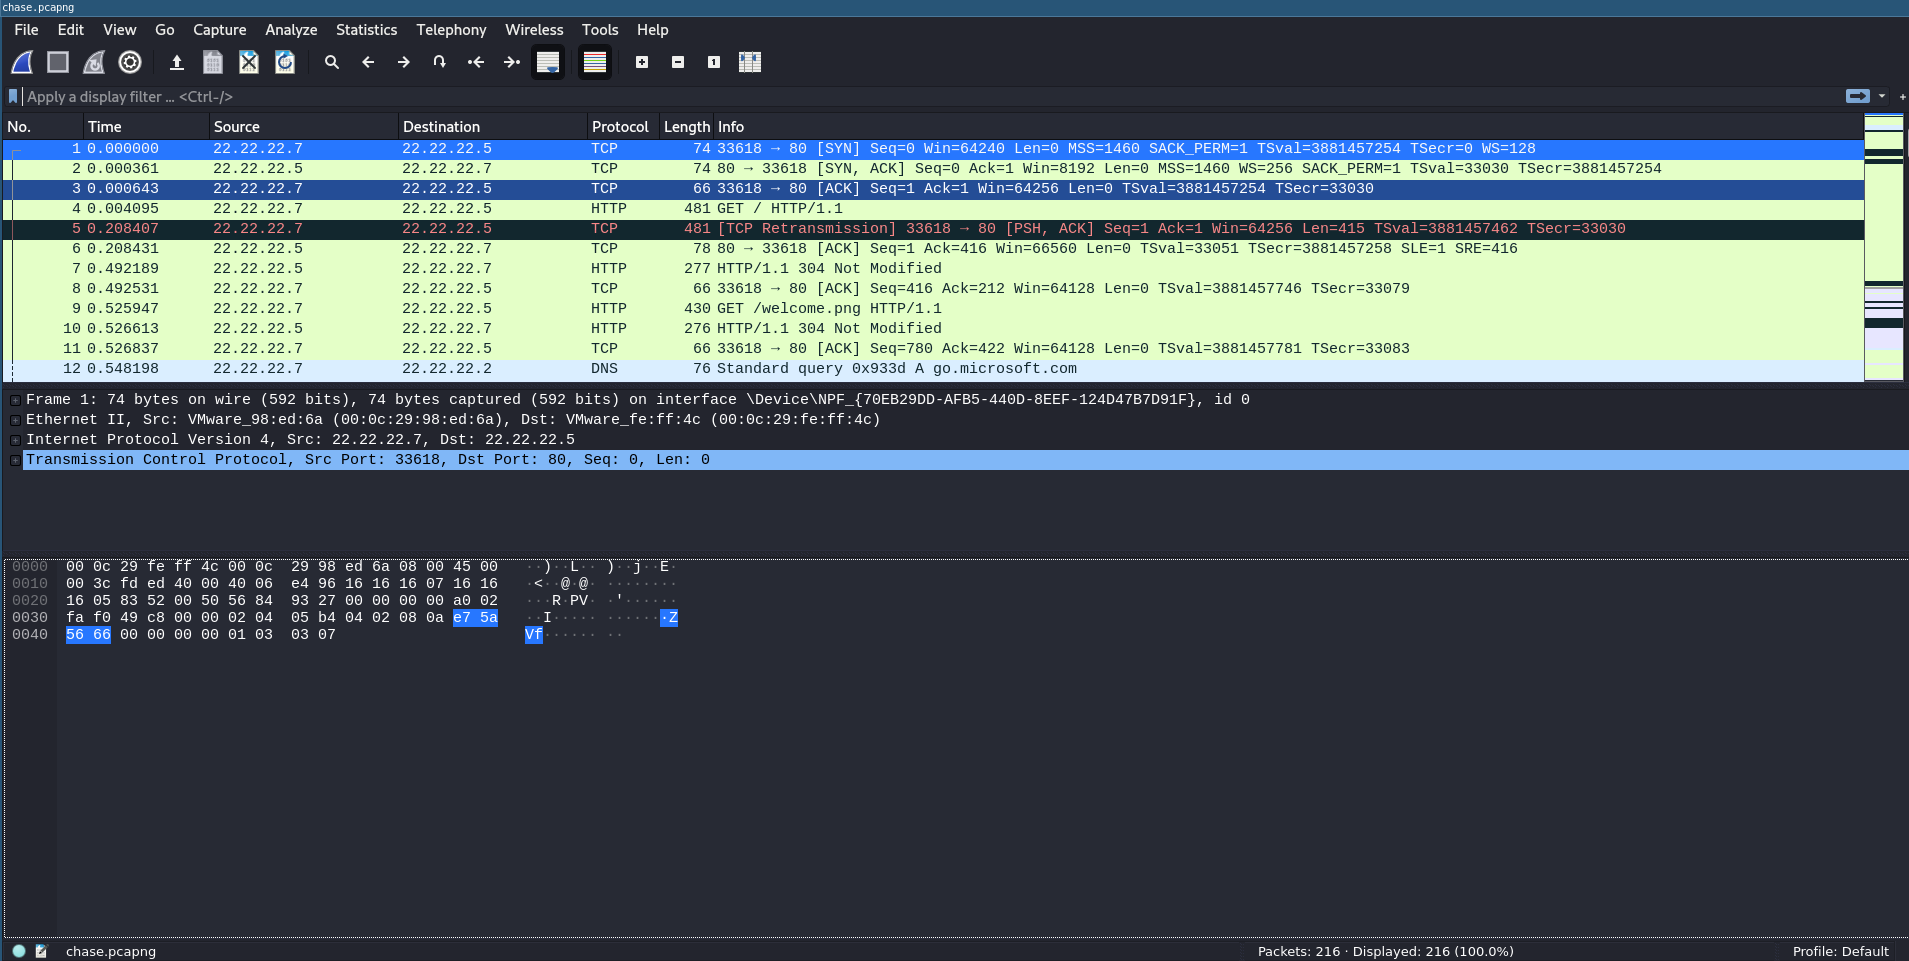 chase.pcapng
File Edit View Go Capture Analyze Statistics Telephony Wireless Tools Help
Apply a display filter ... <Ctrl-/>
No. Time Source Destination Protocol Length Info
1 0.000000 22.22.22.7 22.22.22.5 TCP 74 33618 → 80 [SYN] Seq=0 Win=64240 Len=0 MSS=1460 SACK_PERM=1 TSval=3881457254 TSecr=0 WS=128
2 0.000361 22.22.22.5 22.22.22.7 TCP 74 80 → 33618 [SYN, ACK] Seq=0 Ack=1 Win=8192 Len=0 MSS=1460 WS=256 SACK_PERM=1 TSval=33030 TSecr=3881457254
3 0.000643 22.22.22.7 22.22.22.5 TCP 66 33618 → 80 [ACK] Seq=1 Ack=1 Win=64256 Len=0 TSval=3881457254 TSecr=33030
4 0.004095 22.22.22.7 22.22.22.5 HTTP 481 GET / HTTP/1.1
5 0.208407 22.22.22.7 22.22.22.5 TCP 481 [TCP Retransmission] 33618 → 80 [PSH, ACK] Seq=1 Ack=1 Win=64256 Len=415 TSval=3881457462 TSecr=33030
6 0.208431 22.22.22.5 22.22.22.7 TCP 78 80 → 33618 [ACK] Seq=1 Ack=416 Win=66560 Len=0 TSval=33051 TSecr=3881457258 SLE=1 SRE=416
7 0.492189 22.22.22.5 22.22.22.7 HTTP 277 HTTP/1.1 304 Not Modified
8 0.492531 22.22.22.7 22.22.22.5 TCP 66 33618 → 80 [ACK] Seq=416 Ack=212 Win=64128 Len=0 TSval=3881457746 TSecr=33079
9 0.525947 22.22.22.7 22.22.22.5 HTTP 430 GET /welcome.png HTTP/1.1
10 0.526613 22.22.22.5 22.22.22.7 HTTP 276 HTTP/1.1 304 Not Modified
11 0.526837 22.22.22.7 22.22.22.5 TCP 66 33618 → 80 [ACK] Seq=780 Ack=422 Win=64128 Len=0 TSval=3881457781 TSecr=33083
12 0.548198 22.22.22.7 22.22.22.2 DNS 76 Standard query 0x933d A go.microsoft.com
Frame 1: 74 bytes on wire (592 bits), 74 bytes captured (592 bits) on interface \Device\NPF_{70EB29DD-AFB5-440D-8EEF-124D47B7D91F}, id 0
Ethernet II, Src: VMware_98:ed:6a (00:0c:29:98:ed:6a), Dst: VMware_fe:ff:4c (00:0c:29:fe:ff:4c)
Internet Protocol Version 4, Src: 22.22.22.7, Dst: 22.22.22.5
Transmission Control Protocol, Src Port: 33618, Dst Port: 80, Seq: 0, Len: 0
0000 00 0c 29 fe ff 4c 00 0c 29 98 ed 6a 08 00 45 00 ··)··L·· )··j··E·
0010 00 3c fd ed 40 00 40 06 e4 96 16 16 16 07 16 16 ·<··@·@· ········
0020 16 05 83 52 00 50 56 84 93 27 00 00 00 00 a0 02 ···R·PV· ·'······
0030 fa f0 49 c8 00 00 02 04 05 b4 04 02 08 0a e7 5a ··I····· ·······Z
0040 56 66 00 00 00 00 01 03 03 07 Vf······ ··
chase.pcapng Packets: 216 · Displayed: 216 (100.0%) Profile: Default